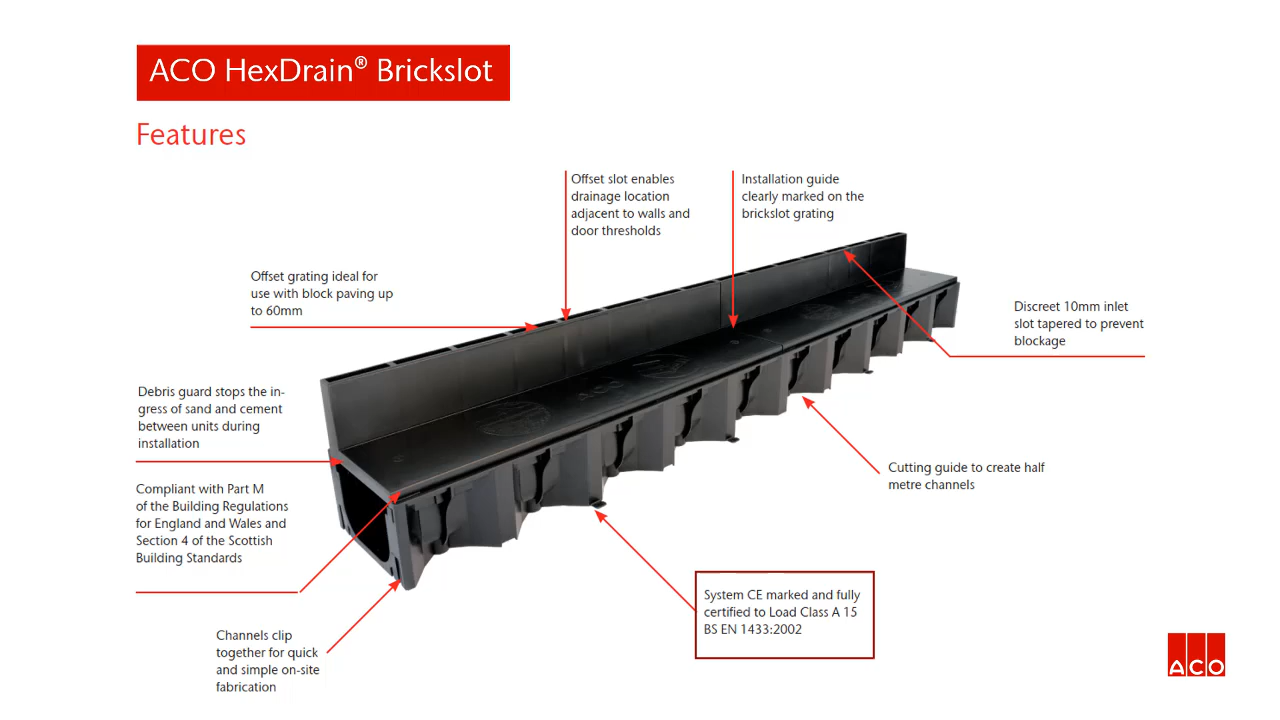 ACO HexDrain® Brickslot
Features
Offset slot enables
drainage location
adjacent to walls and
door thresholds
Installation guide
clearly marked on the
brickslot grating
Offset grating ideal for
use with block paving up
to 60mm
Discreet 10mm inlet
slot tapered to prevent
blockage
Debris guard stops the in-
gress of sand and cement
between units during
installation
Cutting guide to create half
metre channels
Compliant with Part M
of the Building Regulations
for England and Wales and
Section 4 of the Scottish
Building Standards
System CE marked and fully
certified to Load Class A 15
BS EN 1433:2002
Channels clip
together for quick
and simple on-site
fabrication
ACO
ACO